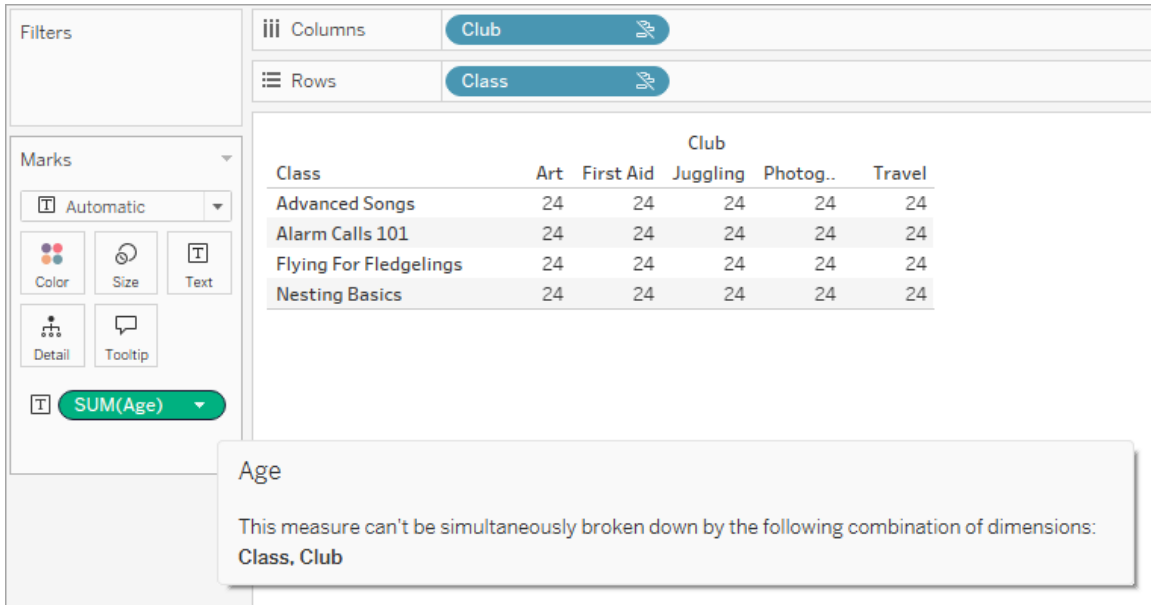 Filters
Columns
Club
Rows
Class
Marks
Automatic
Color
Size
Text
Detail
Tooltip
T SUM(Age)
Club
Class Art First Aid Juggling Photog.. Travel
Advanced Songs 24 24 24 24 24
Alarm Calls 101 24 24 24 24 24
Flying For Fledgelings 24 24 24 24 24
Nesting Basics 24 24 24 24 24
Age
This measure can't be simultaneously broken down by the following combination of dimensions:
Class, Club